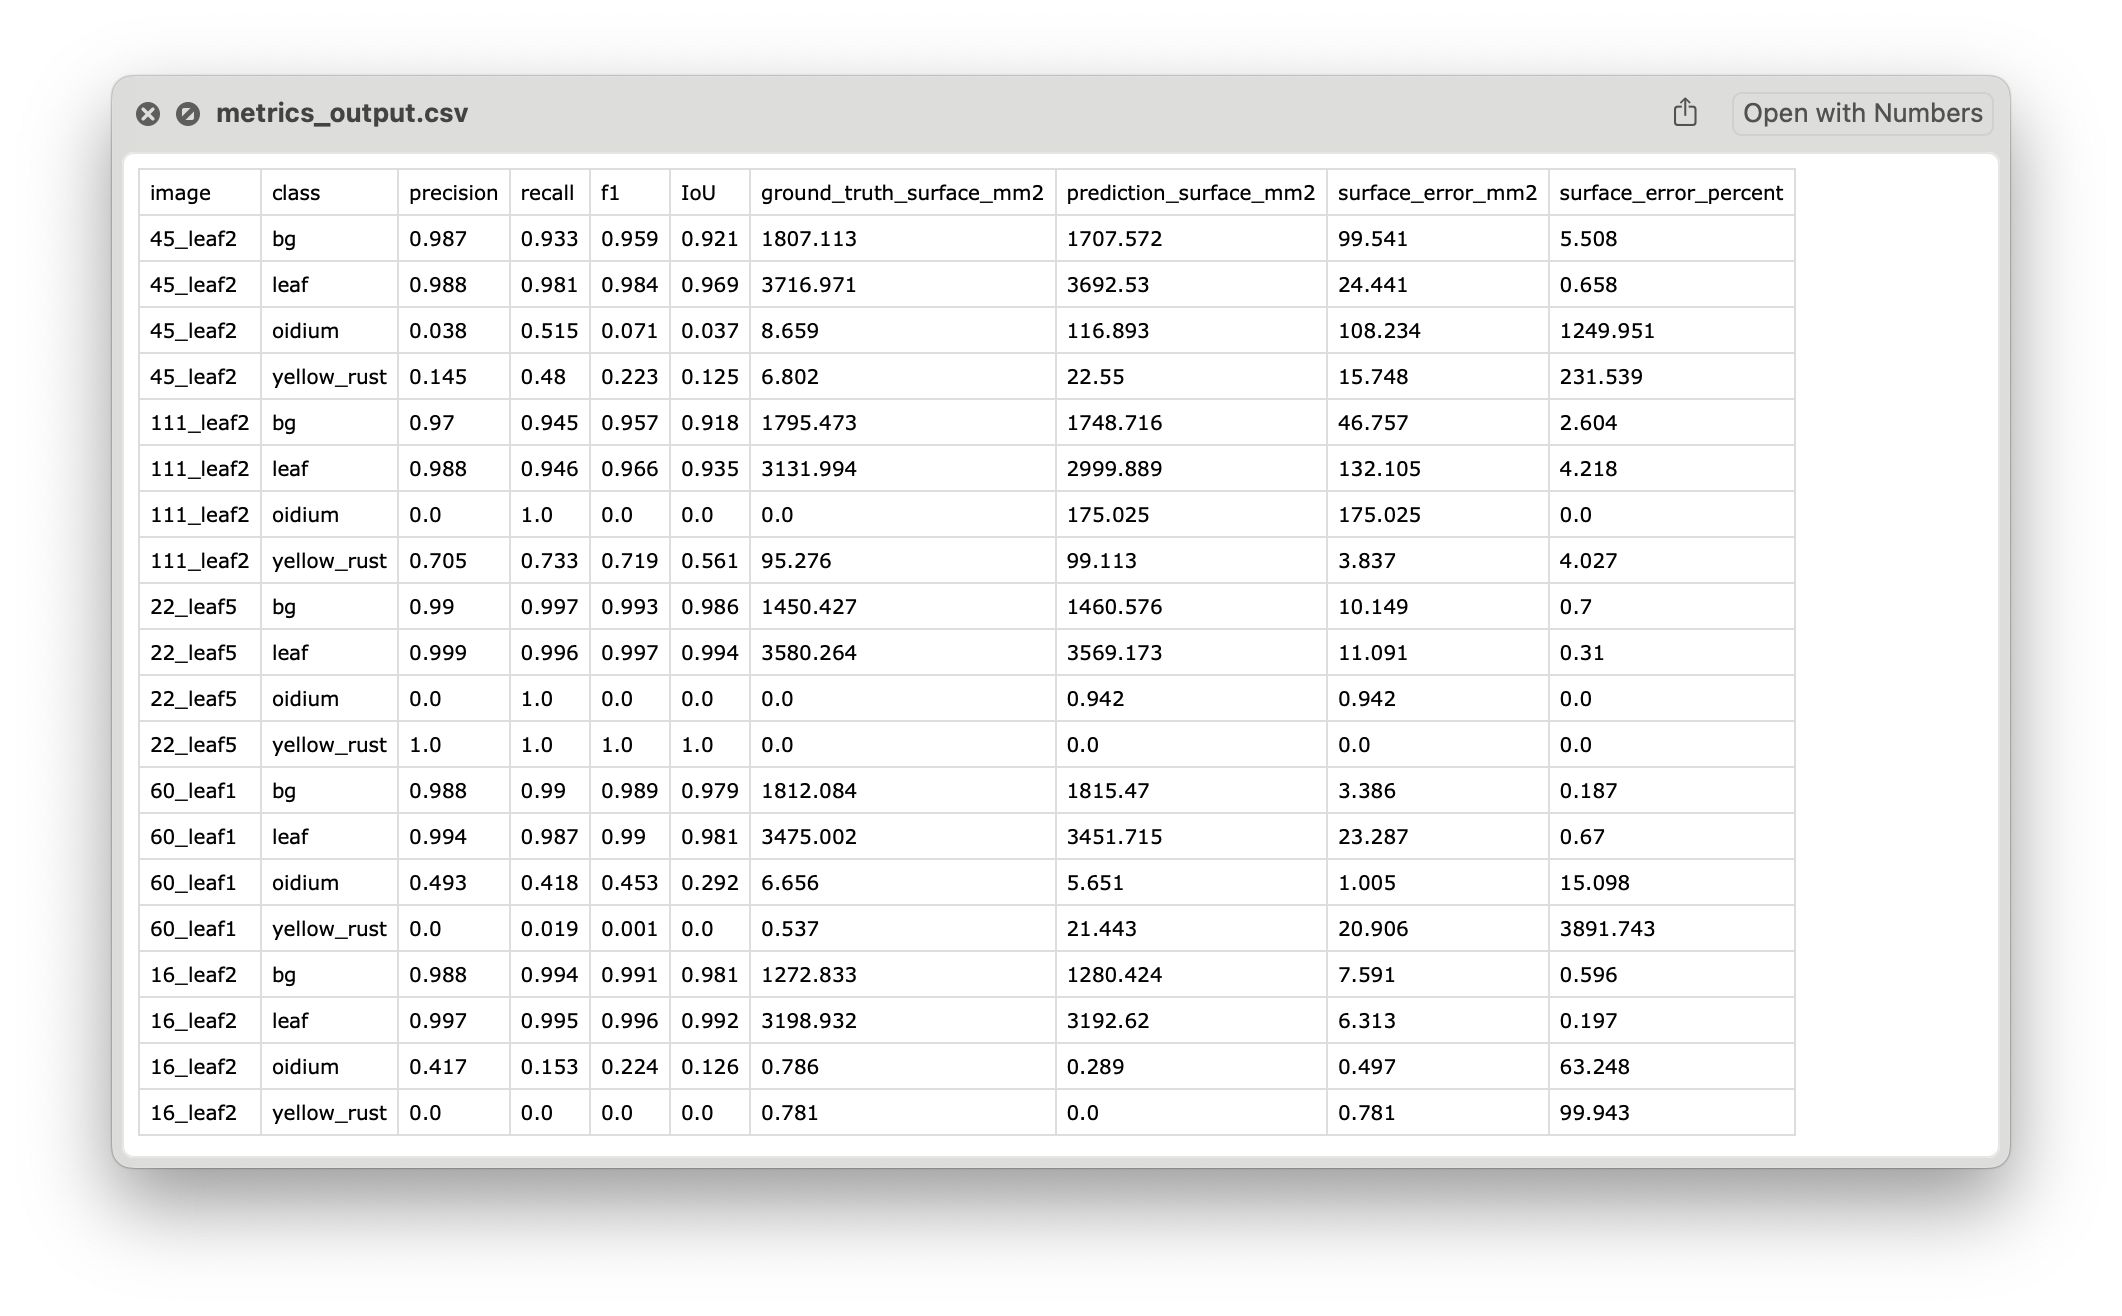 metrics_output.csv
Open with Numbers
image class precision recall f1 IoU ground_truth_surface_mm2 prediction_surface_mm2 surface_error_mm2 surface_error_percent
45_leaf2 bg 0.987 0.933 0.959 0.921 1807.113 1707.572 99.541 5.508
45_leaf2 leaf 0.988 0.981 0.984 0.969 3716.971 3692.53 24.441 0.658
45_leaf2 oidium 0.038 0.515 0.071 0.037 8.659 116.893 108.234 1249.951
45_leaf2 yellow_rust 0.145 0.48 0.223 0.125 6.802 22.55 15.748 231.539
111_leaf2 bg 0.97 0.945 0.957 0.918 1795.473 1748.716 46.757 2.604
111_leaf2 leaf 0.988 0.946 0.966 0.935 3131.994 2999.889 132.105 4.218
111_leaf2 oidium 0.0 1.0 0.0 0.0 0.0 175.025 175.025 0.0
111_leaf2 yellow_rust 0.705 0.733 0.719 0.561 95.276 99.113 3.837 4.027
22_leaf5 bg 0.99 0.997 0.993 0.986 1450.427 1460.576 10.149 0.7
22_leaf5 leaf 0.999 0.996 0.997 0.994 3580.264 3569.173 11.091 0.31
22_leaf5 oidium 0.0 1.0 0.0 0.0 0.0 0.942 0.942 0.0
22_leaf5 yellow_rust 1.0 1.0 1.0 1.0 0.0 0.0 0.0 0.0
60_leaf1 bg 0.988 0.99 0.989 0.979 1812.084 1815.47 3.386 0.187
60_leaf1 leaf 0.994 0.987 0.99 0.981 3475.002 3451.715 23.287 0.67
60_leaf1 oidium 0.493 0.418 0.453 0.292 6.656 5.651 1.005 15.098
60_leaf1 yellow_rust 0.0 0.019 0.001 0.0 0.537 21.443 20.906 3891.743
16_leaf2 bg 0.988 0.994 0.991 0.981 1272.833 1280.424 7.591 0.596
16_leaf2 leaf 0.997 0.995 0.996 0.992 3198.932 3192.62 6.313 0.197
16_leaf2 oidium 0.417 0.153 0.224 0.126 0.786 0.289 0.497 63.248
16_leaf2 yellow_rust 0.0 0.0 0.0 0.0 0.781 0.0 0.781 99.943